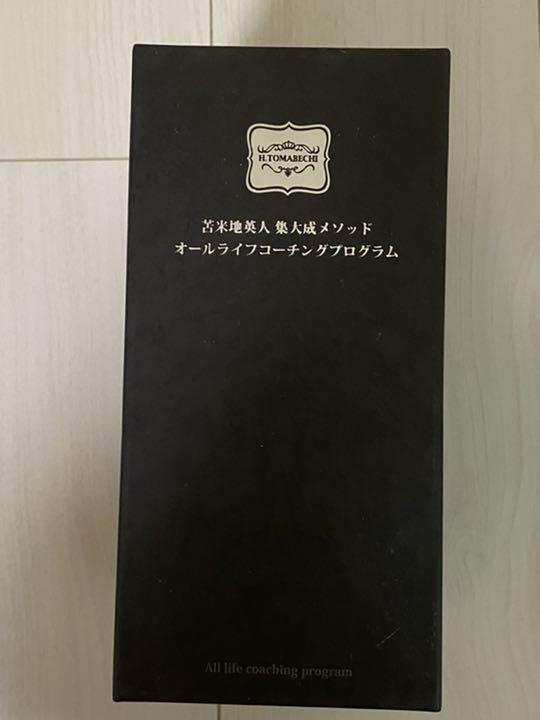 H.TOMABECHI
苫米地英人 集大成メソッド
オールライフコーチングプログラム
All life coaching program